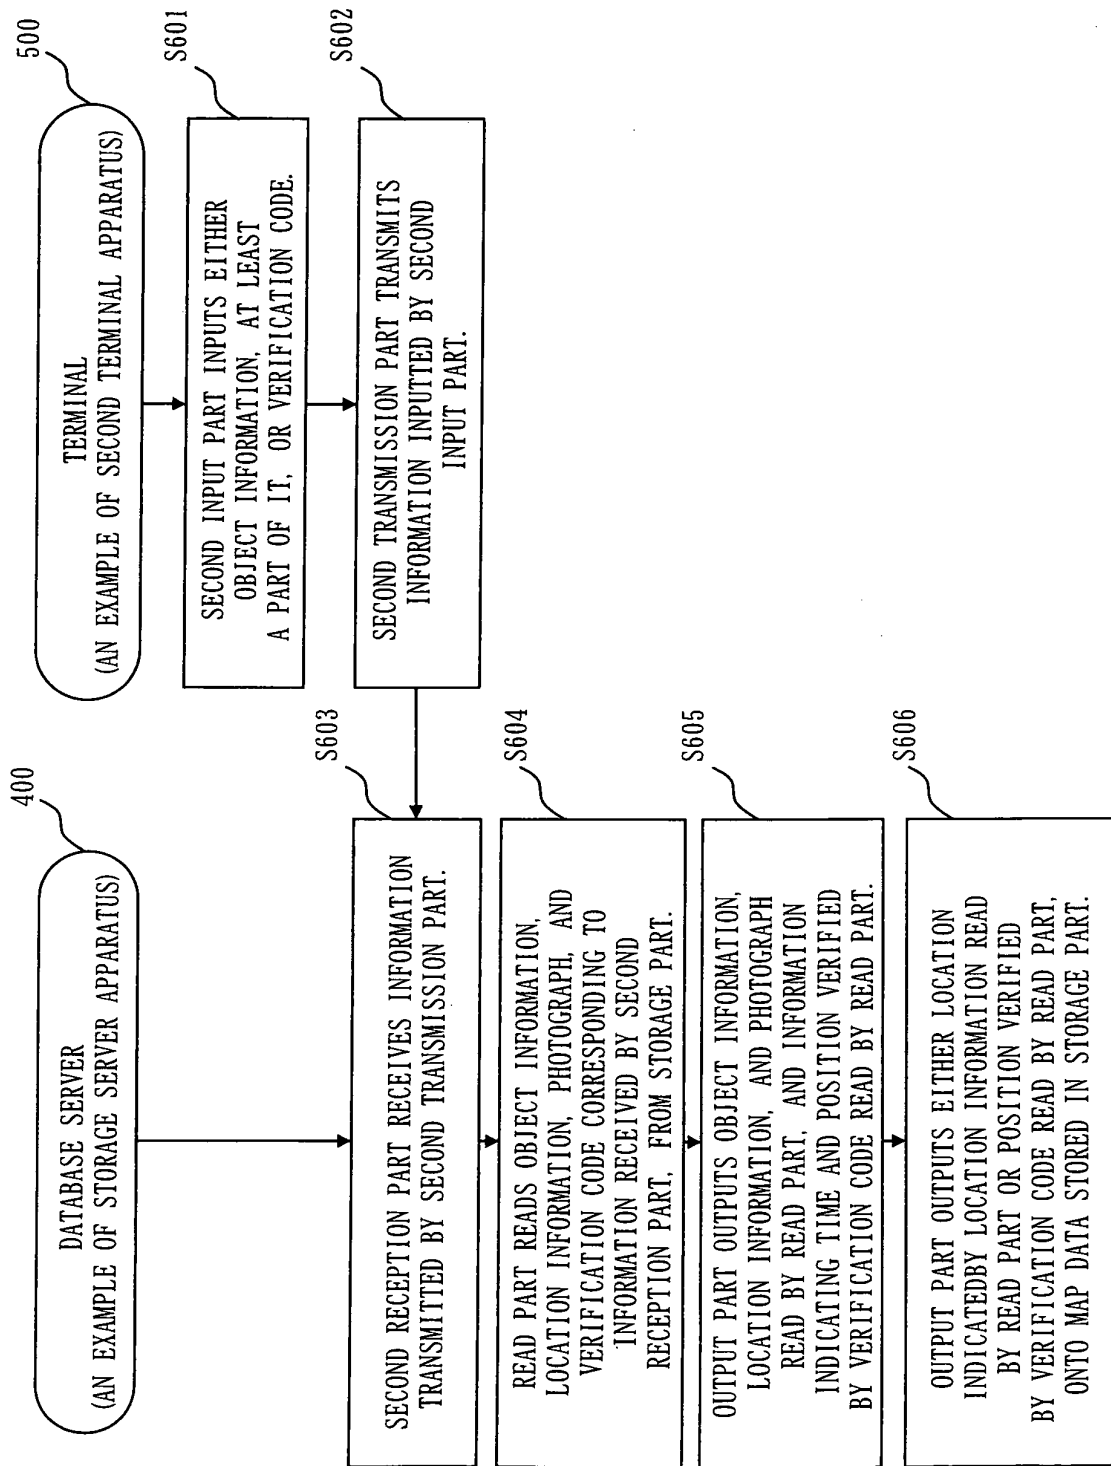 500
TERMINAL
(AN EXAMPLE OF SECOND TERMINAL APPARATUS)
S601
SECOND INPUT PART INPUTS EITHER
OBJECT INFORMATION, AT LEAST
A PART OF IT, OR VERIFICATION CODE.
S602
SECOND TRANSMISSION PART TRANSMITS
INFORMATION INPUTTED BY SECOND
INPUT PART.
400
DATABASE SERVER
(AN EXAMPLE OF STORAGE SERVER APPARATUS)
S603
SECOND RECEPTION PART RECEIVES INFORMATION
TRANSMITTED BY SECOND TRANSMISSION PART.
S604
READ PART READS OBJECT INFORMATION,
LOCATION INFORMATION, PHOTOGRAPH, AND
VERIFICATION CODE CORRESPONDING TO
INFORMATION RECEIVED BY SECOND
RECEPTION PART, FROM STORAGE PART.
S605
OUTPUT PART OUTPUTS OBJECT INFORMATION,
LOCATION INFORMATION, AND PHOTOGRAPH
READ BY READ PART, AND INFORMATION
INDICATING TIME AND POSITION VERIFIED
BY VERIFICATION CODE READ BY READ PART.
S606
OUTPUT PART OUTPUTS EITHER LOCATION
INDICATEDBY LOCATION INFORMATION READ
BY READ PART OR POSITION VERIFIED
BY VERIFICATION CODE READ BY READ PART,
ONTO MAP DATA STORED IN STORAGE PART.